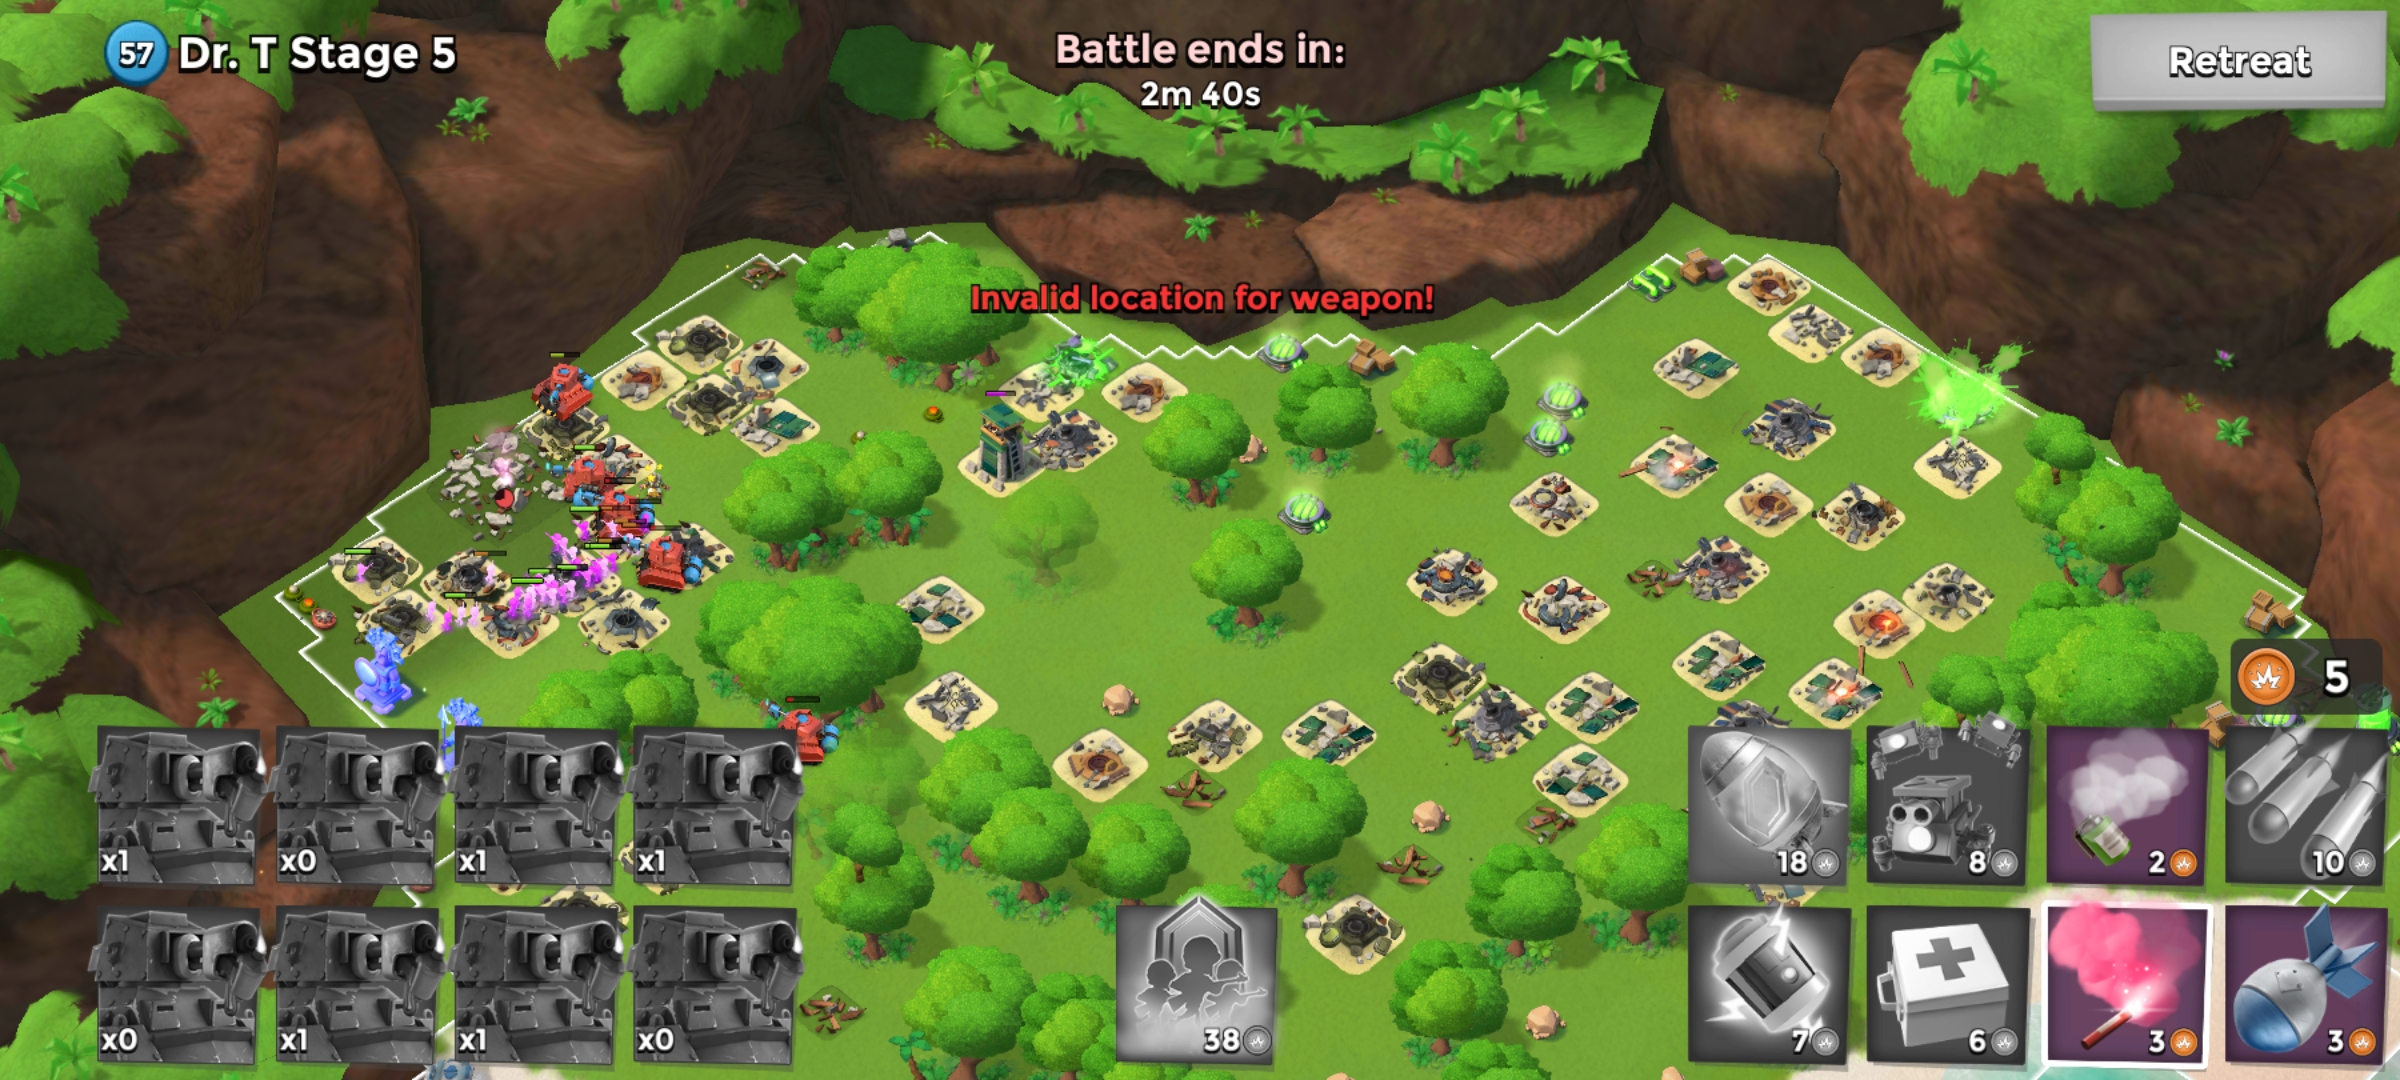 57 Dr. T Stage 5
Battle ends in:
2m 40s
Retreat
Invalid location for weapon!
5
x1 x0 x1 x1
18 8 2 10
x0 x1 x1 x0
38
7 6 3 3